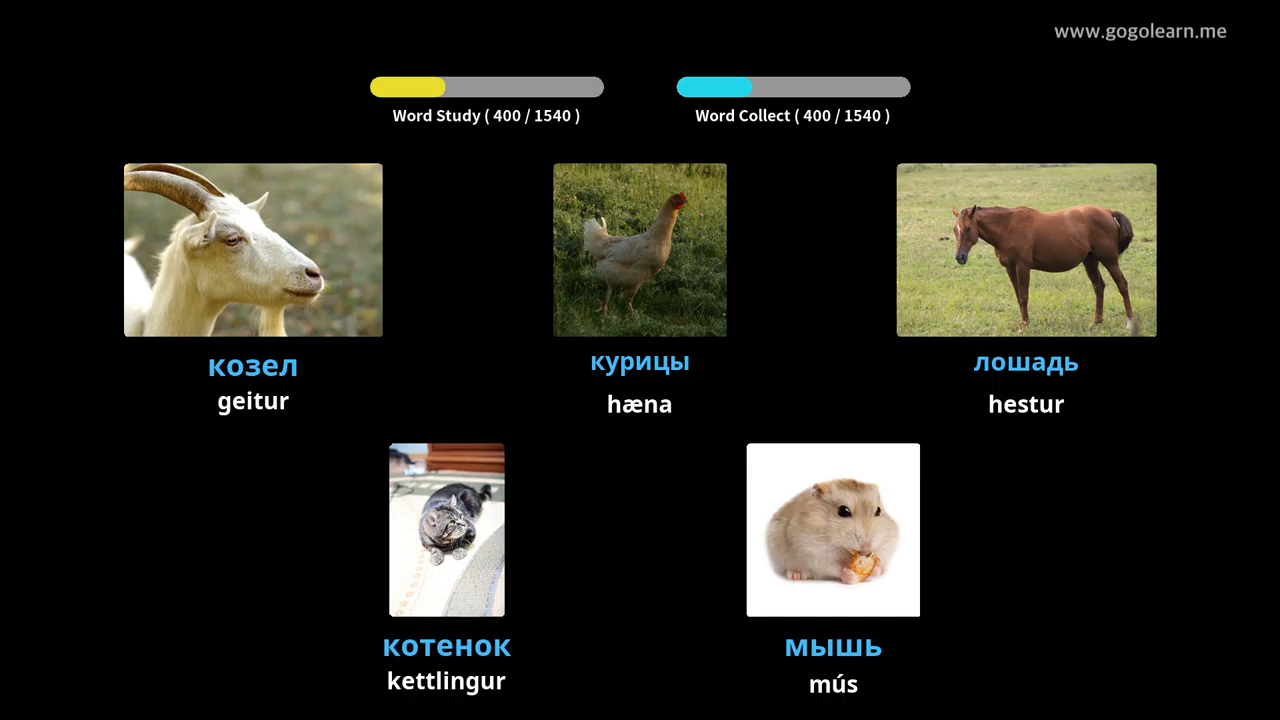 www.gogolearn.me
Word Study ( 400 / 1540 )
Word Collect ( 400 / 1540 )
козел
geitur
курицы
hæna
лошадь
hestur
котенок
kettlingur
мышь
mús